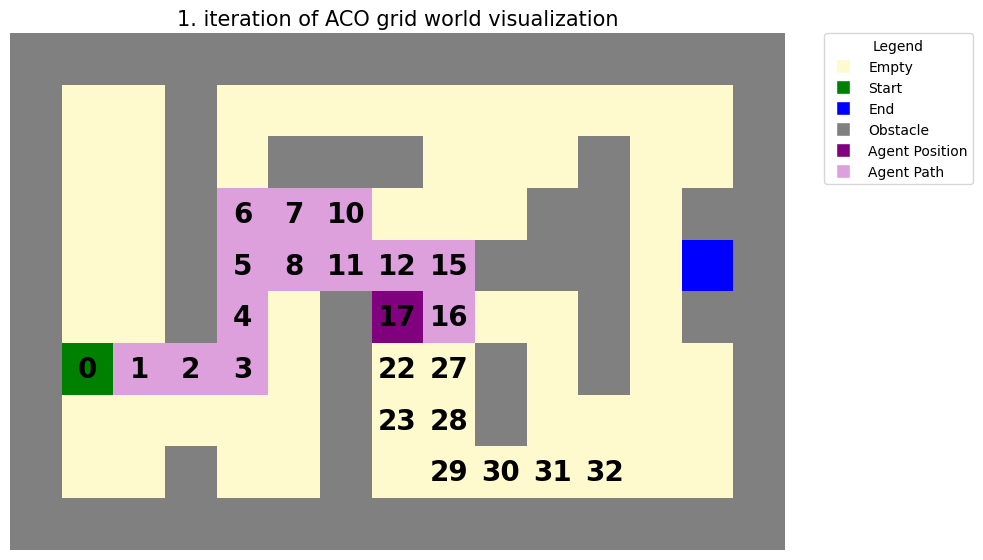 1. iteration of ACO grid world visualization
Legend
Empty
Start
End
Obstacle
Agent Position
Agent Path
6 7 10
5 8 11 12 15
4 17 16
0 1 2 3 22 27
23 28
29 30 31 32